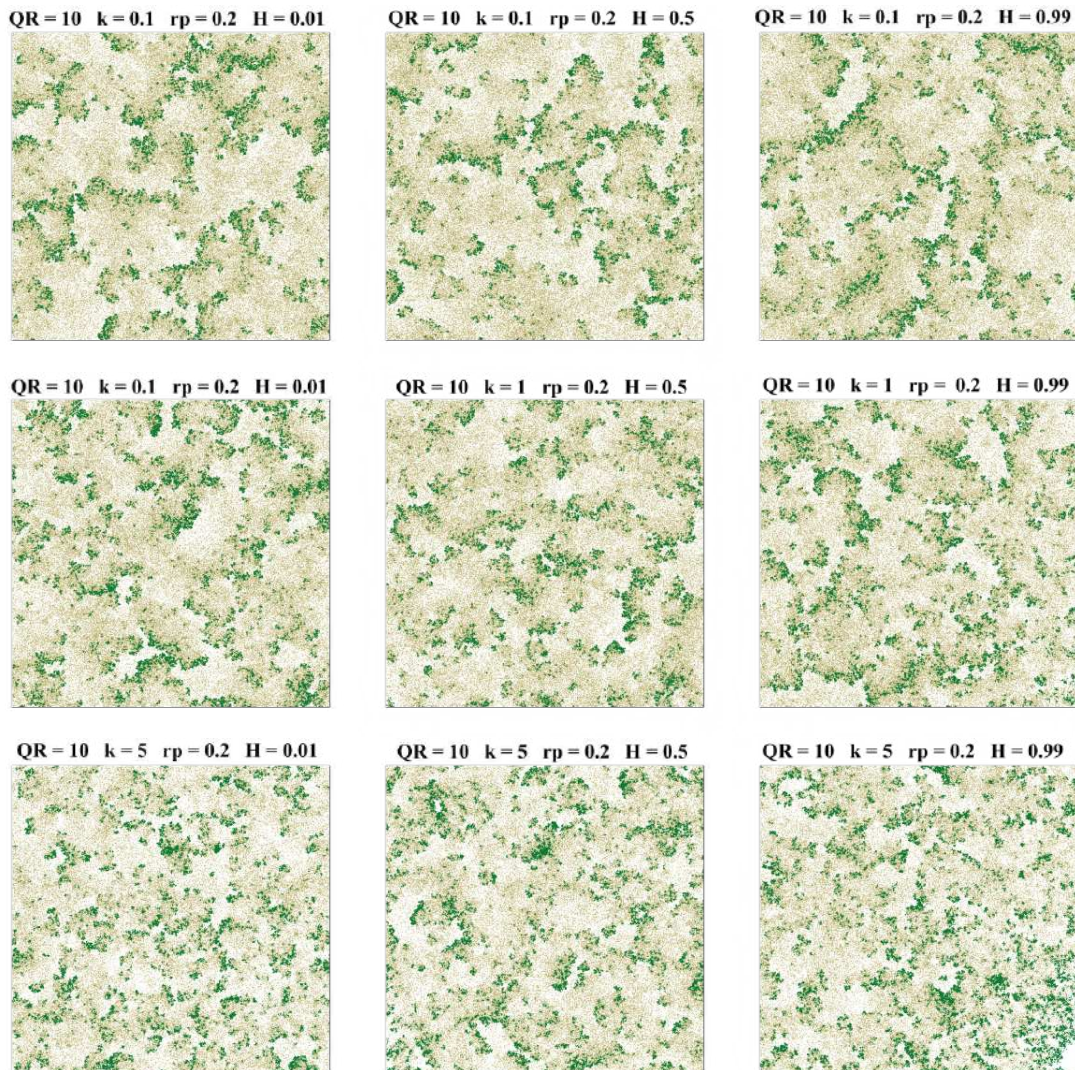 QR = 10 k = 0.1 rp = 0.2 H = 0.01
QR = 10 k = 0.1 rp = 0.2 H = 0.5
QR = 10 k = 0.1 rp = 0.2 H = 0.99
QR = 10 k = 0.1 rp = 0.2 H = 0.01
QR = 10 k = 1 rp = 0.2 H = 0.5
QR = 10 k = 1 rp = 0.2 H = 0.99
QR = 10 k = 5 rp = 0.2 H = 0.01
QR = 10 k = 5 rp = 0.2 H = 0.5
QR = 10 k = 5 rp = 0.2 H = 0.99